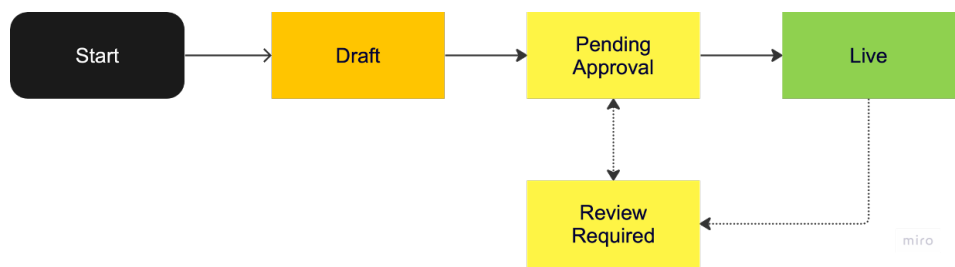 Start
Draft
Pending
Approval
Live
Review
Required
miro